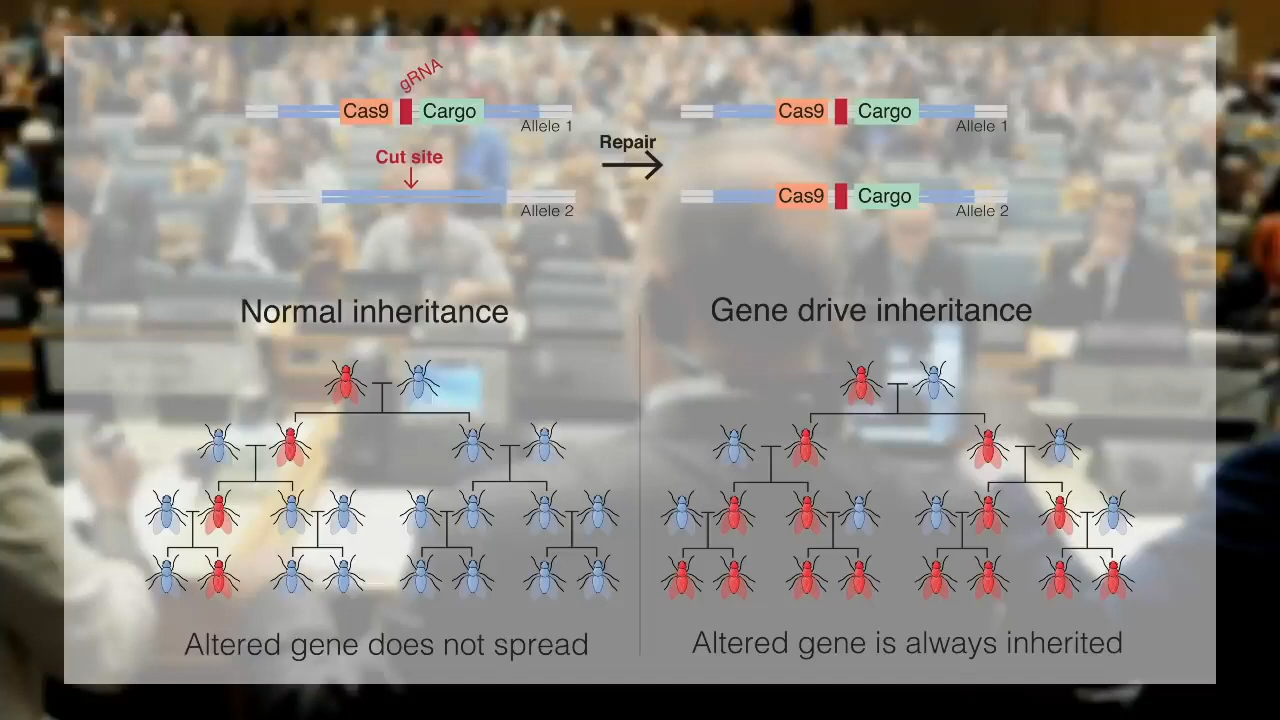 gRNA
Cas9 Cargo
Allele 1
Cut site
Allele 2
Repair
Cas9 Cargo
Allele 1
Cas9 Cargo
Allele 2
Normal inheritance
Gene drive inheritance
Altered gene does not spread
Altered gene is always inherited